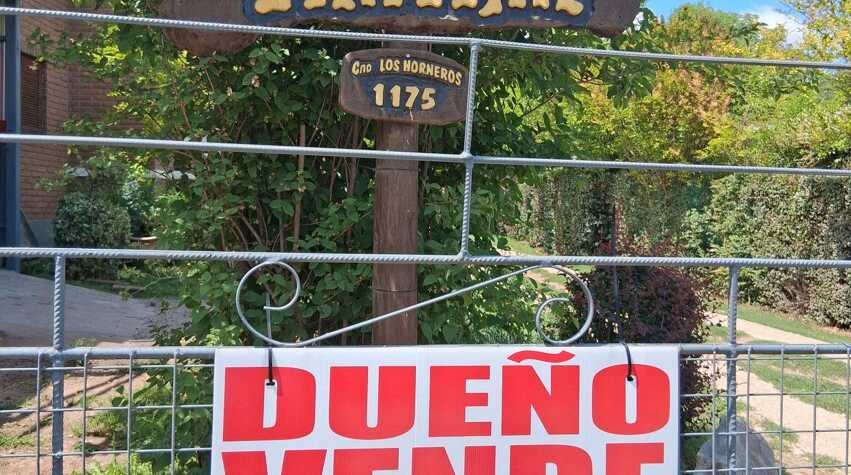 Cno LOS HORNEROS
1175
DUEÑO
VENDE